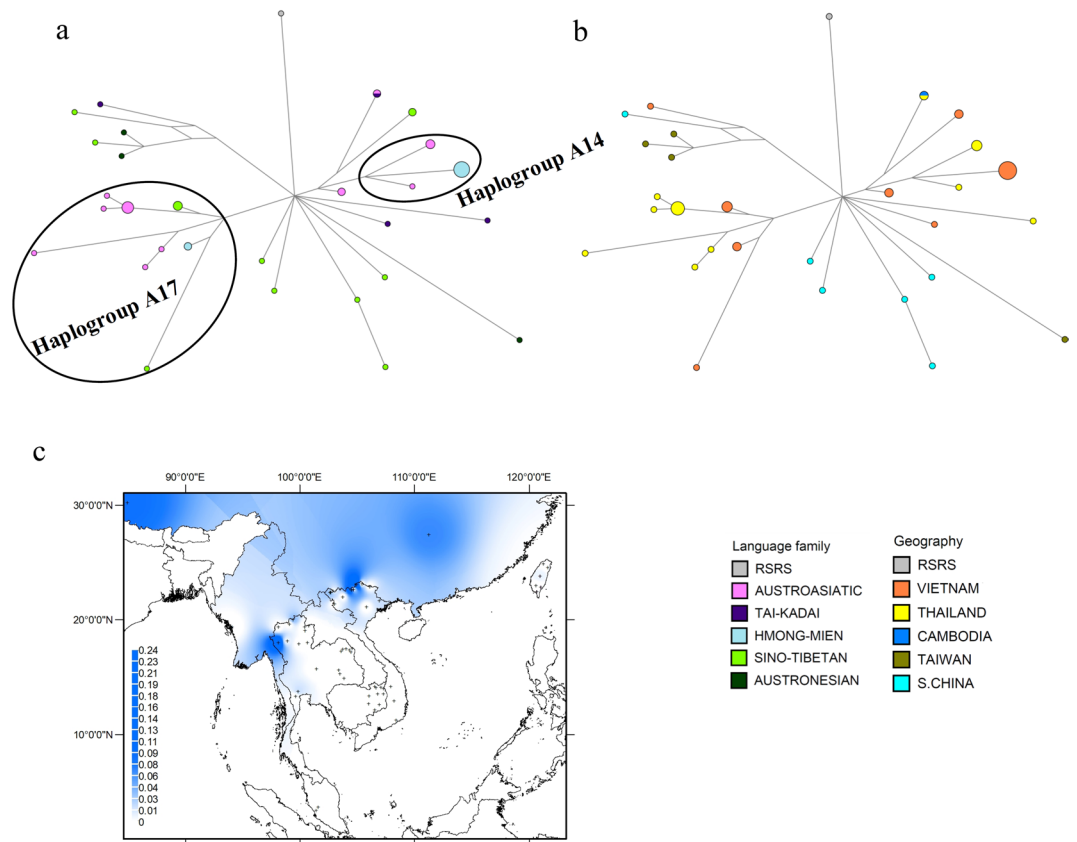 a
b
Haplogroup A14
Haplogroup A17
c
90°0'0"E 100°0'0"E 110°0'0"E 120°0'0"E
30°0'0"N
20°0'0"N
10°0'0"N
0.24
0.23
0.21
0.19
0.18
0.16
0.14
0.13
0.11
0.09
0.08
0.06
0.04
0.03
0.01
0
Language family
RSRS
AUSTROASIATIC
TAI-KADAI
HMONG-MIEN
SINO-TIBETAN
AUSTRONESIAN
Geography
RSRS
VIETNAM
THAILAND
CAMBODIA
TAIWAN
S.CHINA